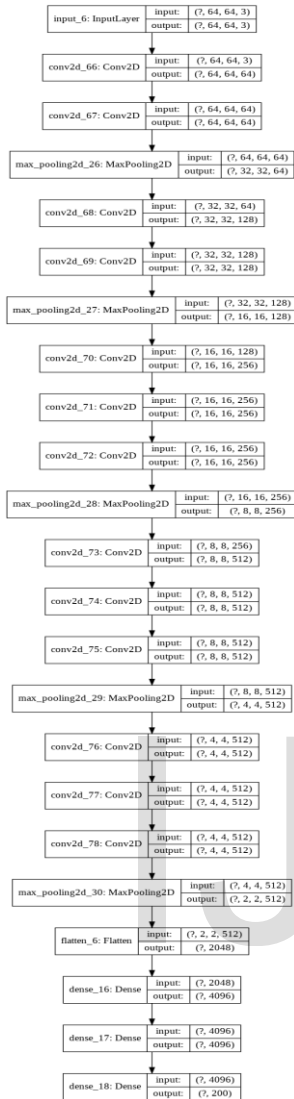 input_6: InputLayer input: (?, 64, 64, 3)
output: (?, 64, 64, 3)
conv2d_66: Conv2D input: (?, 64, 64, 3)
output: (?, 64, 64, 64)
conv2d_67: Conv2D input: (?, 64, 64, 64)
output: (?, 64, 64, 64)
max_pooling2d_26: MaxPooling2D input: (?, 64, 64, 64)
output: (?, 32, 32, 64)
conv2d_68: Conv2D input: (?, 32, 32, 64)
output: (?, 32, 32, 128)
conv2d_69: Conv2D input: (?, 32, 32, 128)
output: (?, 32, 32, 128)
max_pooling2d_27: MaxPooling2D input: (?, 32, 32, 128)
output: (?, 16, 16, 128)
conv2d_70: Conv2D input: (?, 16, 16, 128)
output: (?, 16, 16, 256)
conv2d_71: Conv2D input: (?, 16, 16, 256)
output: (?, 16, 16, 256)
conv2d_72: Conv2D input: (?, 16, 16, 256)
output: (?, 16, 16, 256)
max_pooling2d_28: MaxPooling2D input: (?, 16, 16, 256)
output: (?, 8, 8, 256)
conv2d_73: Conv2D input: (?, 8, 8, 256)
output: (?, 8, 8, 512)
conv2d_74: Conv2D input: (?, 8, 8, 512)
output: (?, 8, 8, 512)
conv2d_75: Conv2D input: (?, 8, 8, 512)
output: (?, 8, 8, 512)
max_pooling2d_29: MaxPooling2D input: (?, 8, 8, 512)
output: (?, 4, 4, 512)
conv2d_76: Conv2D input: (?, 4, 4, 512)
output: (?, 4, 4, 512)
conv2d_77: Conv2D input: (?, 4, 4, 512)
output: (?, 4, 4, 512)
conv2d_78: Conv2D input: (?, 4, 4, 512)
output: (?, 4, 4, 512)
max_pooling2d_30: MaxPooling2D input: (?, 4, 4, 512)
output: (?, 2, 2, 512)
flatten_6: Flatten input: (?, 2, 2, 512)
output: (?, 2048)
dense_16: Dense input: (?, 2048)
output: (?, 4096)
dense_17: Dense input: (?, 4096)
output: (?, 4096)
dense_18: Dense input: (?, 4096)
output: (?, 200)